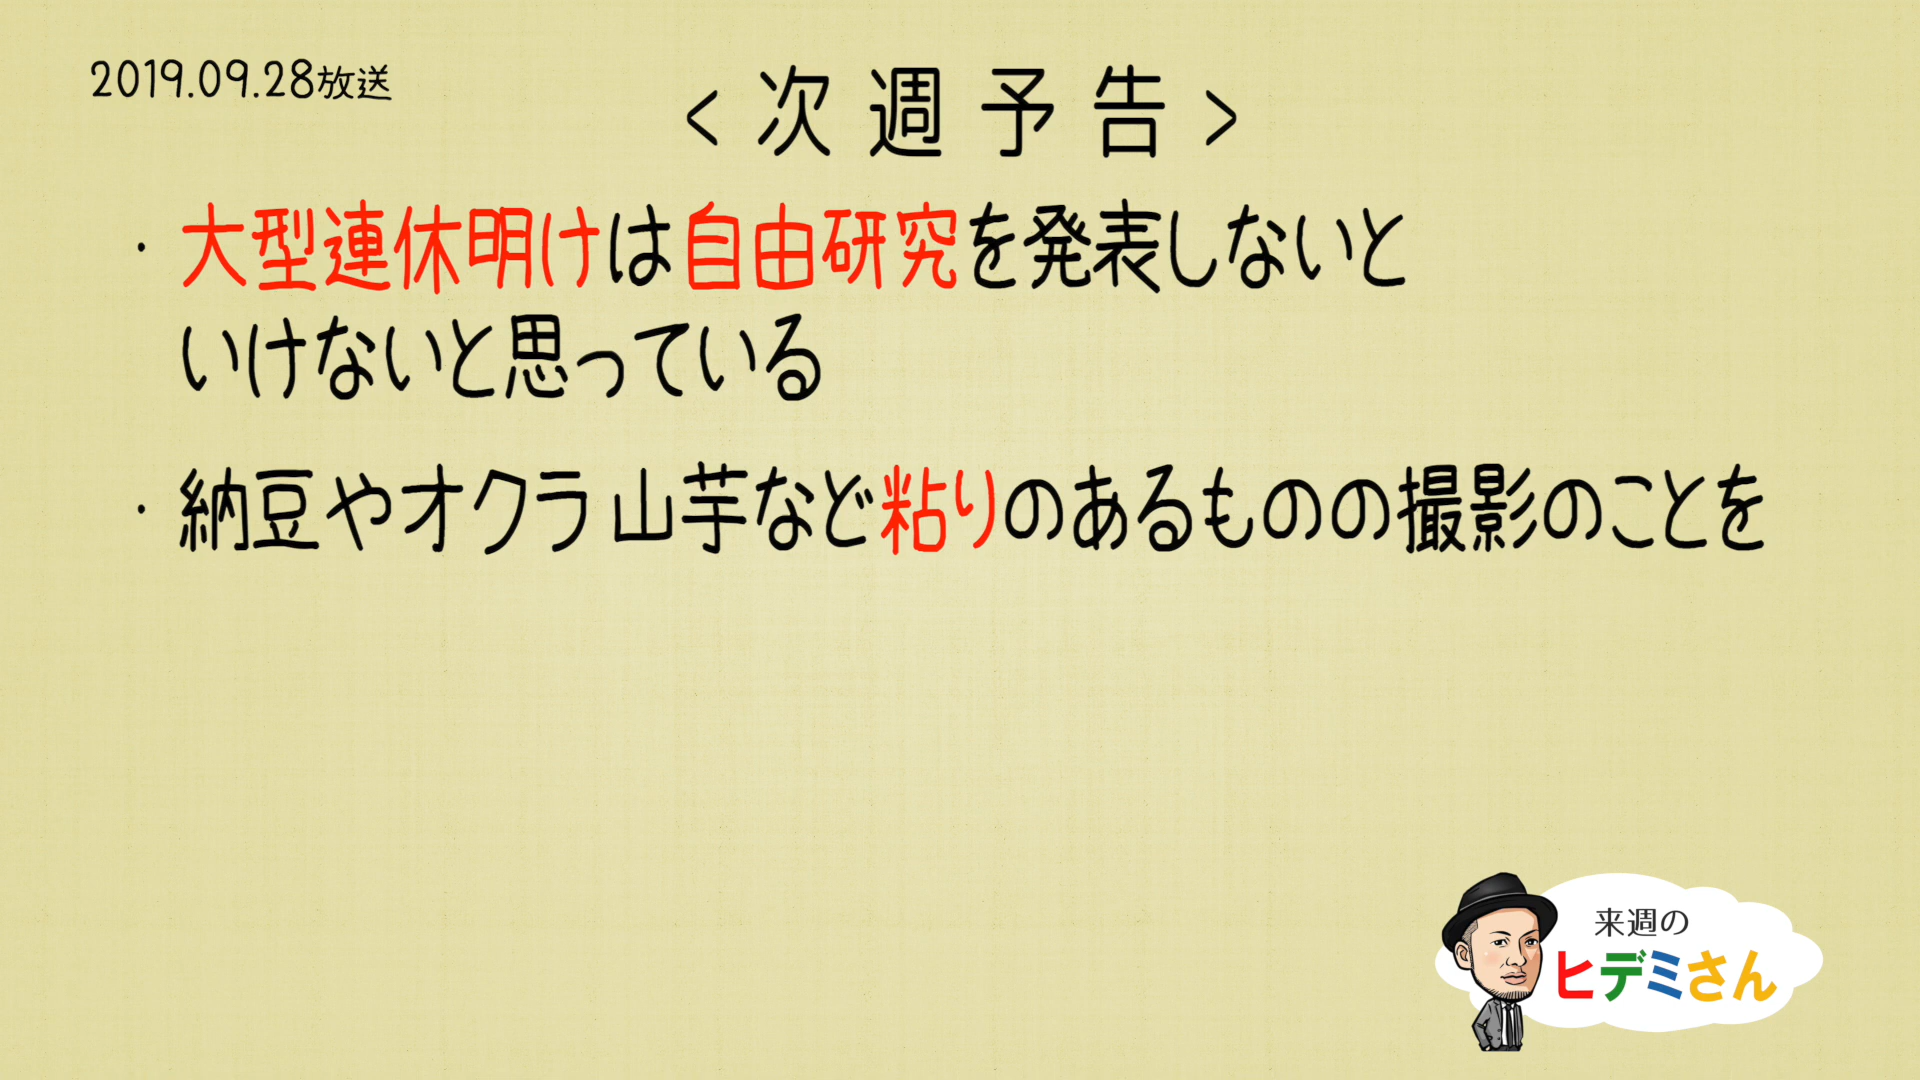 2019.09.28放送
<次週予告>
・大型連休明けは自由研究を発表しないと
いけないと思っている
・納豆やオクラ山芋など粘りのあるものの撮影のことを
来週の
ヒデミさん